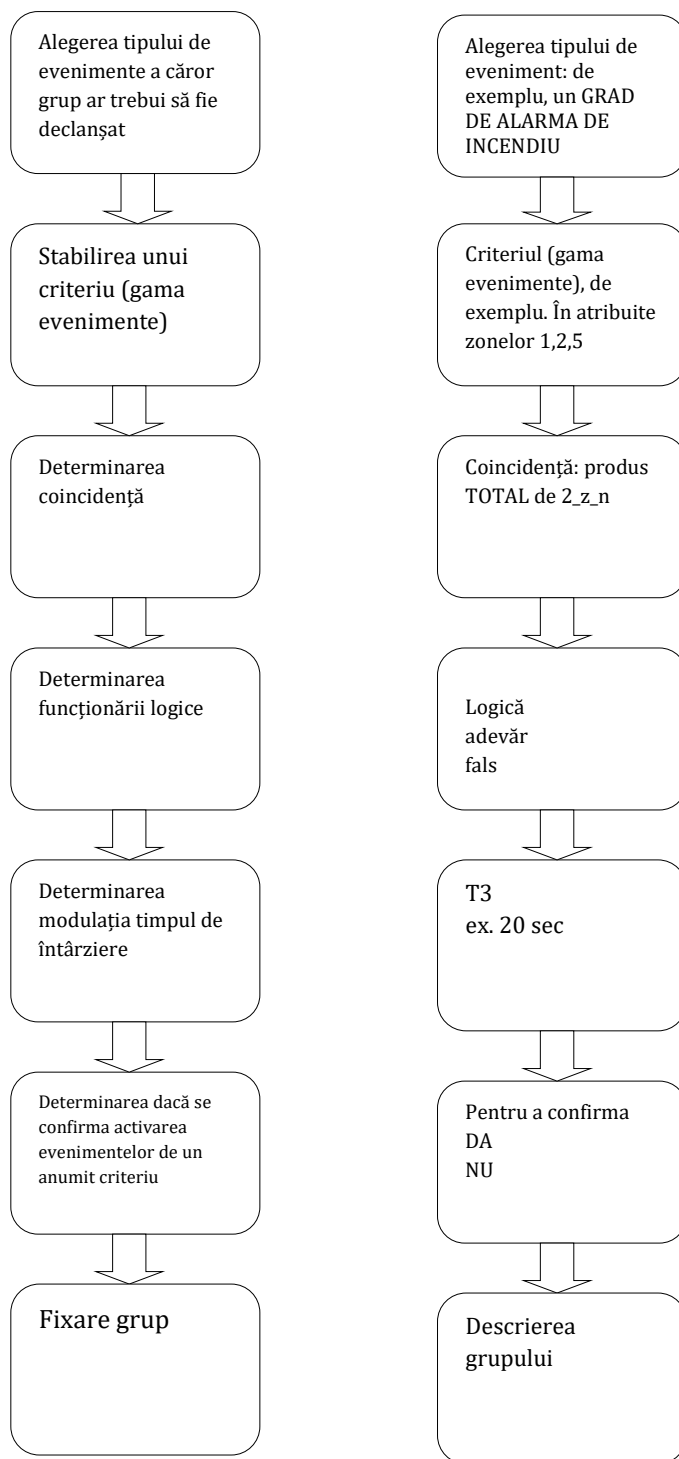 Alegerea tipului de
evenimente a căror
grup ar trebui să fie
declanșat
Stabilirea unui
criteriu (gama
evenimente)
Determinarea
coincidență
Determinarea
funcționării logice
Determinarea
modulația timpul de
întârziere
Determinarea dacă se
confirma activarea
evenimentelor de un
anumit criteriu
Fixare grup
Alegerea tipului de
eveniment: de
exemplu, un GRAD
DE ALARMA DE
INCENDIU
Criteriul (gama
evenimente), de
exemplu. În atribuite
zonelor 1,2,5
Coincidență: produs
TOTAL de 2_z_n
Logică
adevăr
fals
T3
ex. 20 sec
Pentru a confirma
DA
NU
Descrierea
grupului